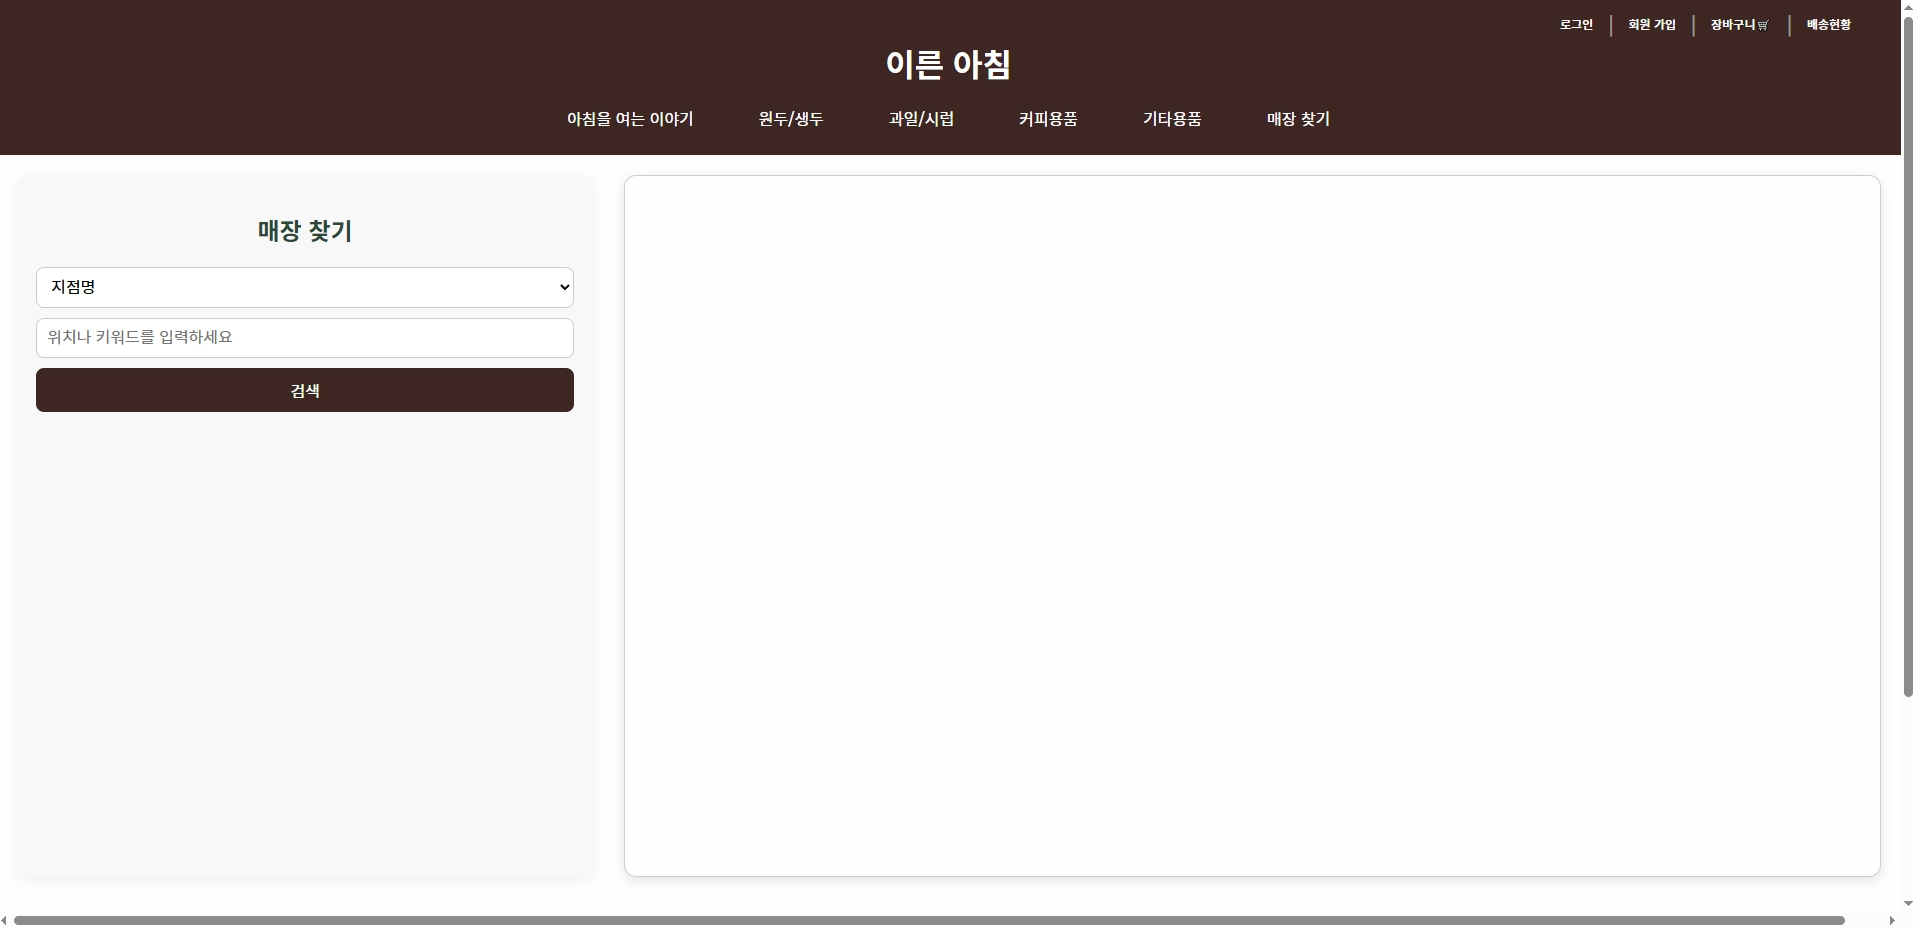 로그인 | 회원 가입 | 장바구니🛒 | 배송현황
이른 아침
아침을 여는 이야기 원두/생두 과일/시럽 커피용품 기타용품 매장 찾기
매장 찾기
지점명
위치나 키워드를 입력하세요
검색